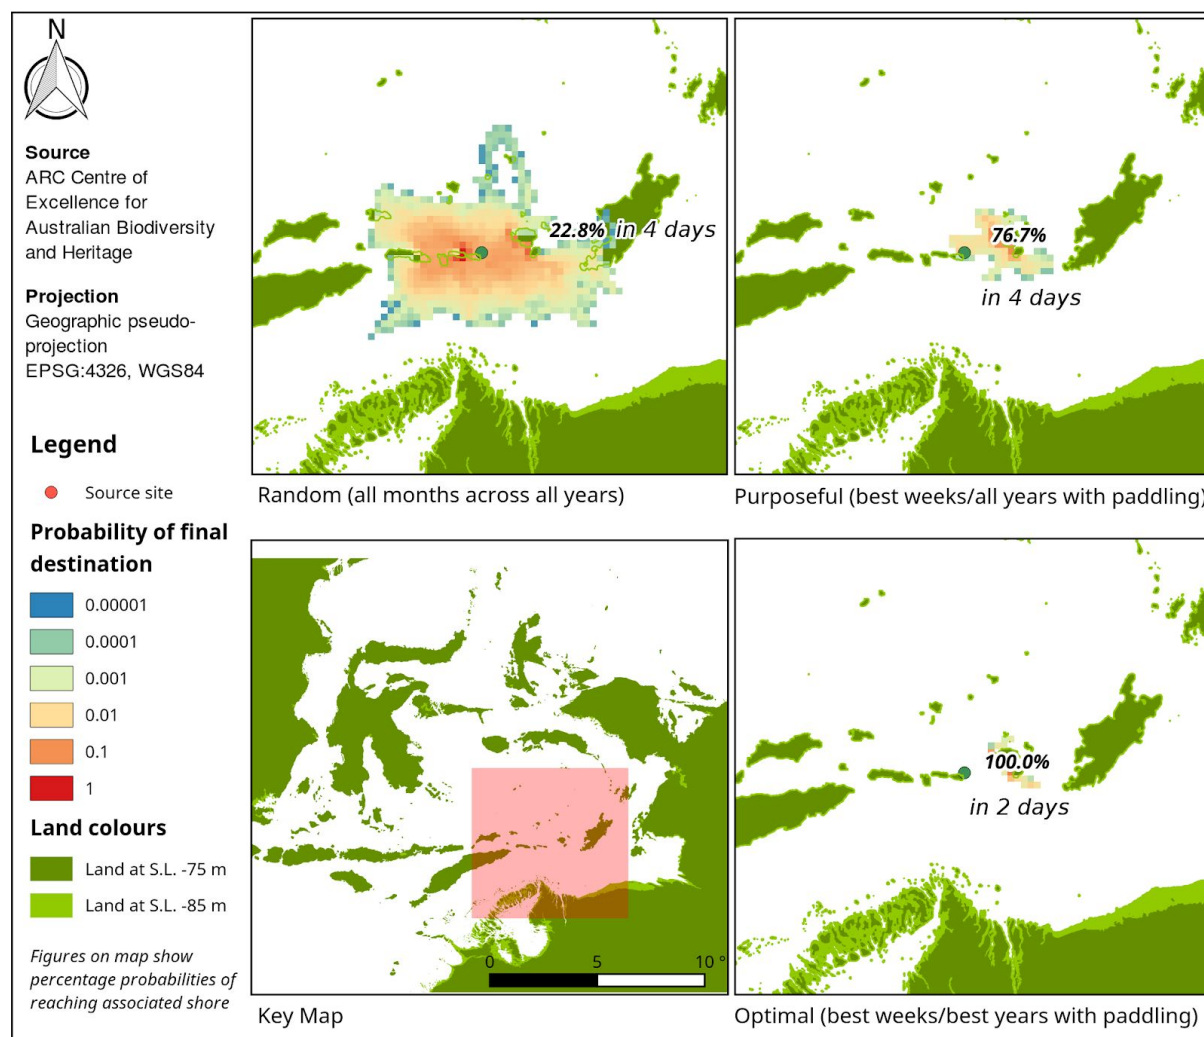 N
Source
ARC Centre of
Excellence for
Australian Biodiversity
and Heritage
Projection
Geographic pseudo-
projection
EPSG:4326, WGS84
Legend
Source site
Probability of final
destination
0.00001
0.0001
0.001
0.01
0.1
1
Land colours
Land at S.L. -75 m
Land at S.L. -85 m
Figures on map show
percentage probabilities of
reaching associated shore
22.8% in 4 days
Random (all months across all years)
76.7%
in 4 days
Purposeful (best weeks/all years with paddling)
0 5 10 °
Key Map
100.0%
in 2 days
Optimal (best weeks/best years with paddling)